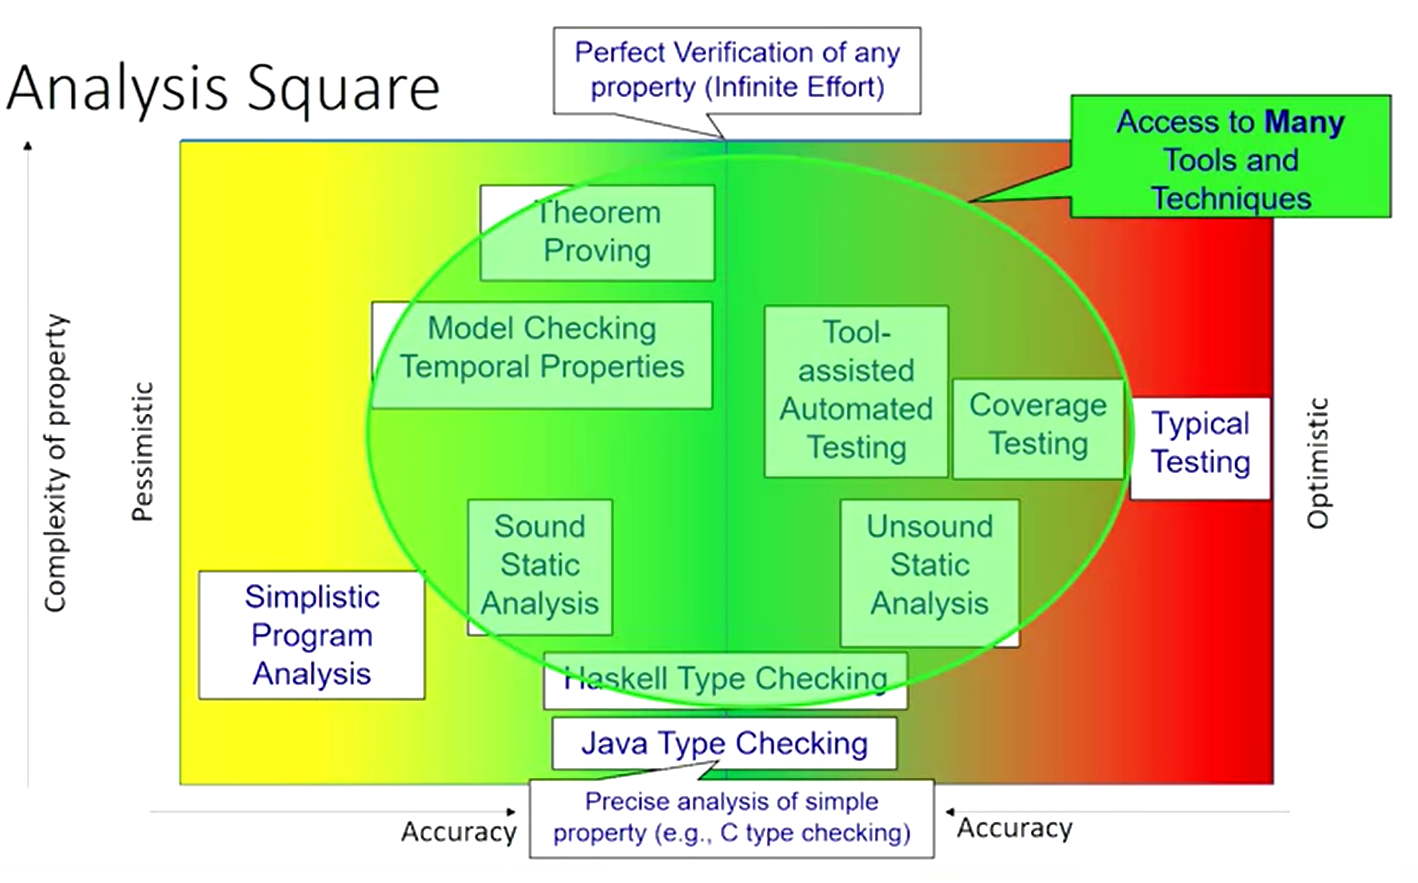 Analysis Square
Perfect Verification of any
property (Infinite Effort)
Access to Many
Tools and
Techniques
Theorem
Proving
Model Checking
Temporal Properties
Tool-
assisted
Automated
Testing
Coverage
Testing
Typical
Testing
Complexity of property
Pessimistic
Optimistic
Sound
Static
Analysis
Unsound
Static
Analysis
Simplistic
Program
Analysis
Haskell Type Checking
Java Type Checking
Precise analysis of simple
property (e.g., C type checking)
Accuracy
Accuracy